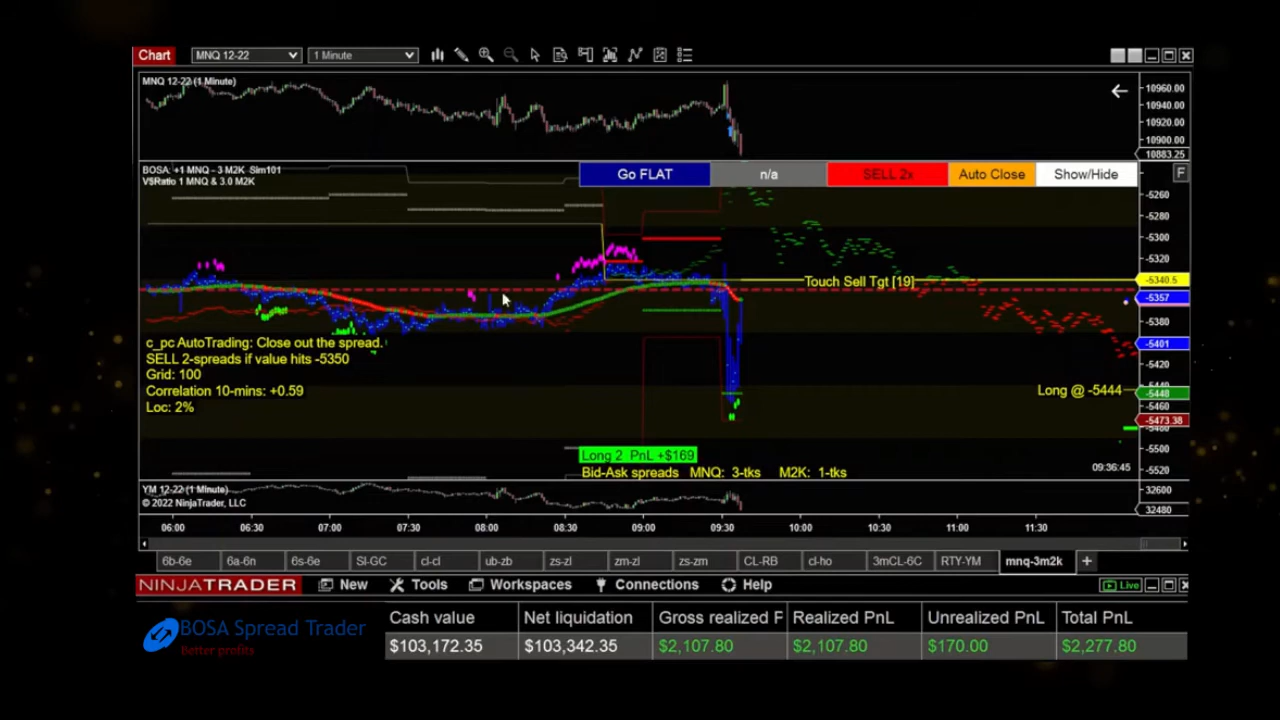 Chart
MNQ 12-22
1 Minute
MNQ 12-22 (1 Minute)
10960.00
10940.00
10920.00
10900.00
10883.25
BOSA: +1 MNQ - 3 M2K Sim101
V$Ratio 1 MNQ & 3.0 M2K
Go FLAT
n/a
SELL 2x
Auto Close
Show/Hide
F
-5260
-5280
-5300
-5320
Touch Sell Tgt [19]
-5340.5
-5357
-5380
-5401
-5420
Long @ -5444
-5448
-5460
-5473.38
-5500
-5520
c_pc AutoTrading: Close out the spread.
SELL 2-spreads if value hits -5350
Grid: 100
Correlation 10-mins: +0.59
Loc: 2%
Long 2 PnL +$169
Bid-Ask spreads MNQ: 3-tks M2K: 1-tks
09:36:45
YM 12-22 (1 Minute)
© 2022 NinjaTrader, LLC
32600
32480
06:00 06:30 07:00 07:30 08:00 08:30 09:00 09:30 10:00 10:30 11:00 11:30
6b-6e 6a-6n 6s-6e SI-GC cl-cl ub-zb zs-zl zm-zl zs-zm CL-RB cl-ho 3mCL-6C RTY-YM mnq-3m2k +
NINJATRADER New Tools Workspaces Connections Help Live
BOSA Spread Trader
Better profits
Cash value Net liquidation Gross realized P Realized PnL Unrealized PnL Total PnL
$103,172.35 $103,342.35 $2,107.80 $2,107.80 $170.00 $2,277.80